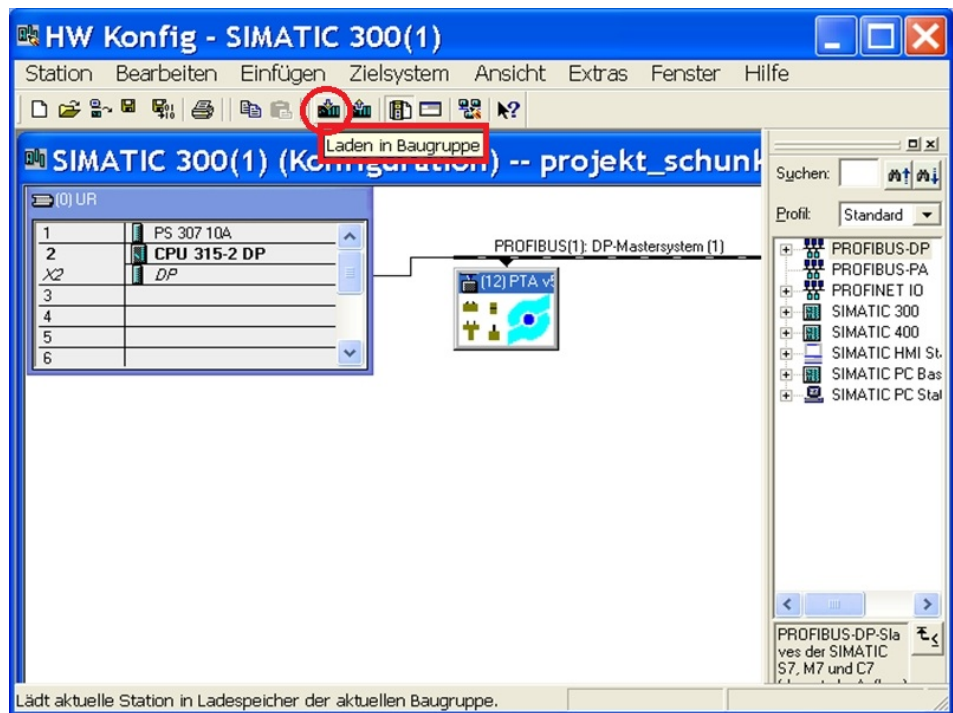 HW Konfig - SIMATIC 300(1)
Station Bearbeiten Einfügen Zielsystem Ansicht Extras Fenster Hilfe
Laden in Baugruppe
SIMATIC 300(1) (Konfiguration) -- projekt_schunk
(0) UR
1 PS 307 10A
2 CPU 315-2 DP
X2 DP
3
4
5
6
PROFIBUS(1): DP-Mastersystem (1)
(12) PTA v5
Suchen:
Profil: Standard
PROFIBUS-DP
PROFIBUS-PA
PROFINET IO
SIMATIC 300
SIMATIC 400
SIMATIC HMI St
SIMATIC PC Bas
SIMATIC PC Stat
PROFIBUS-DP-Sla
ves der SIMATIC
S7, M7 und C7
Lädt aktuelle Station in Ladespeicher der aktuellen Baugruppe.